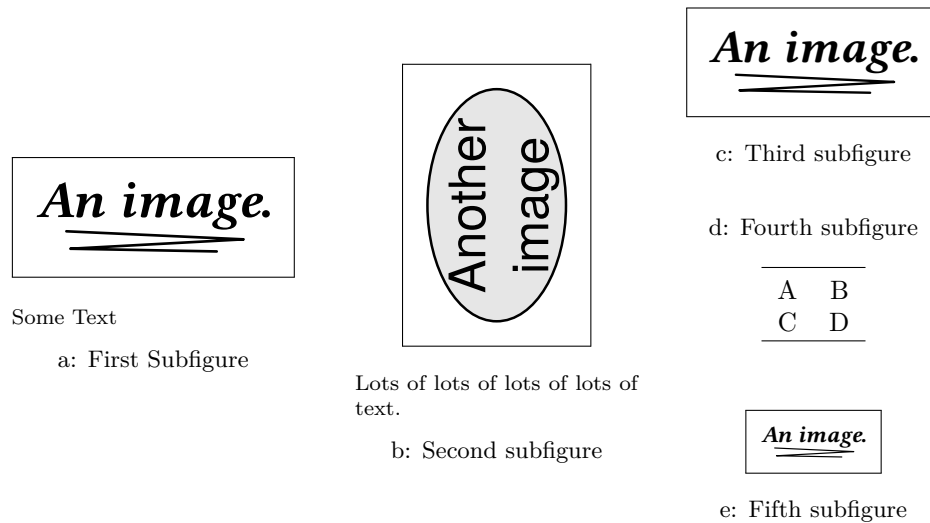 An image.
Some Text
a: First Subfigure
Another
image
Lots of lots of lots of lots of
text.
b: Second subfigure
An image.
c: Third subfigure
d: Fourth subfigure
A B
C D
An image.
e: Fifth subfigure